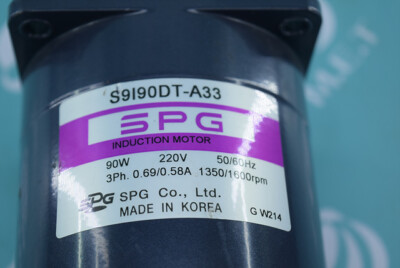 S9I90DT-A33
SPG
INDUCTION MOTOR
90W 220V 50/60Hz
3Ph. 0.69/0.58A 1350/1600rpm
SPG SPG Co., Ltd.
MADE IN KOREA G W214